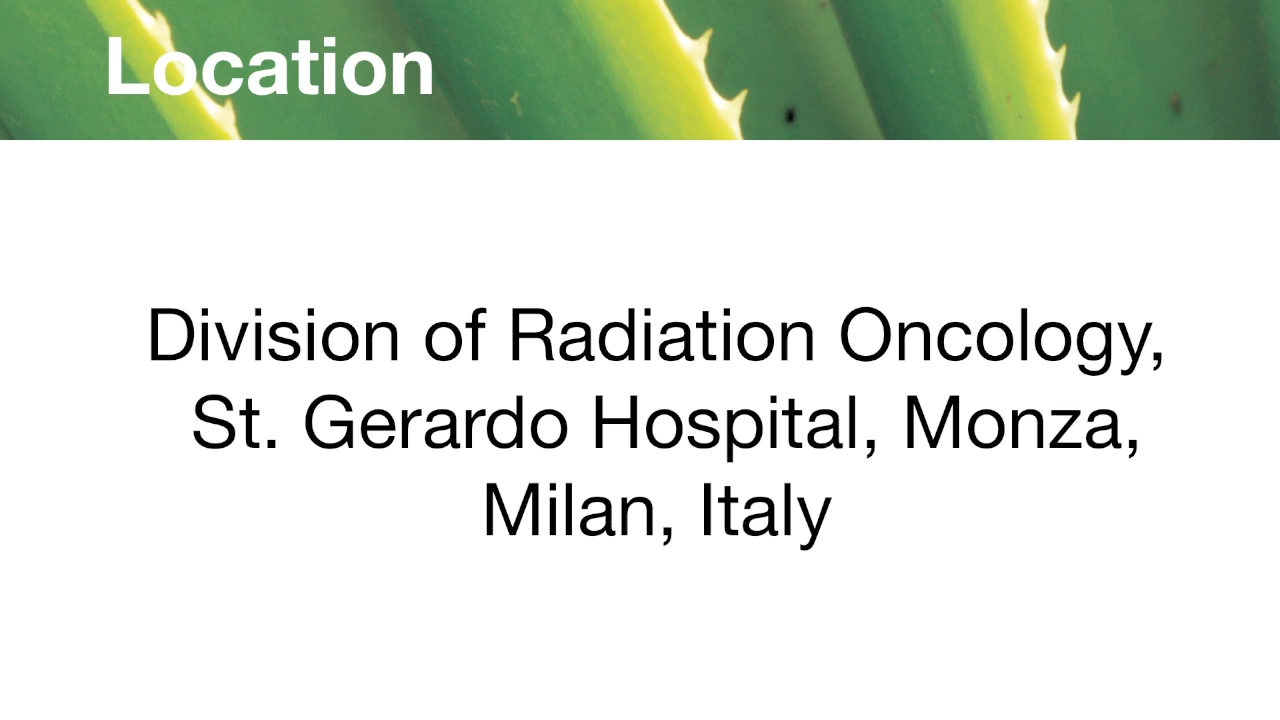 Location
Division of Radiation Oncology,
St. Gerardo Hospital, Monza,
Milan, Italy